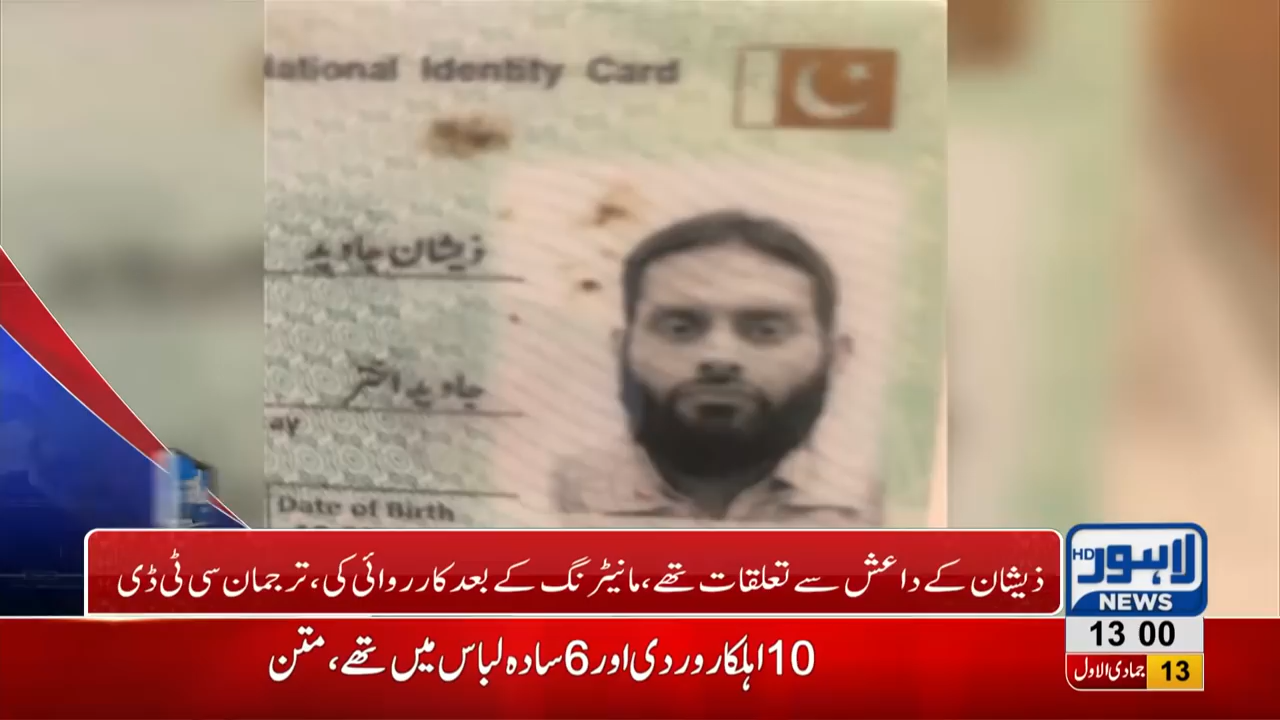 National Identity Card
ذیشان جاوید
جاوید اختر
Date of Birth
ذیشان کے داعش سے تعلقات تھے، مانیٹرنگ کے بعد کارروائی کی، ترجمان سی ٹی ڈی
لاہور HD
NEWS
13 00
10 اہلکار وردی اور 6 سادہ لباس میں تھے، متن
13 جمادی الاول